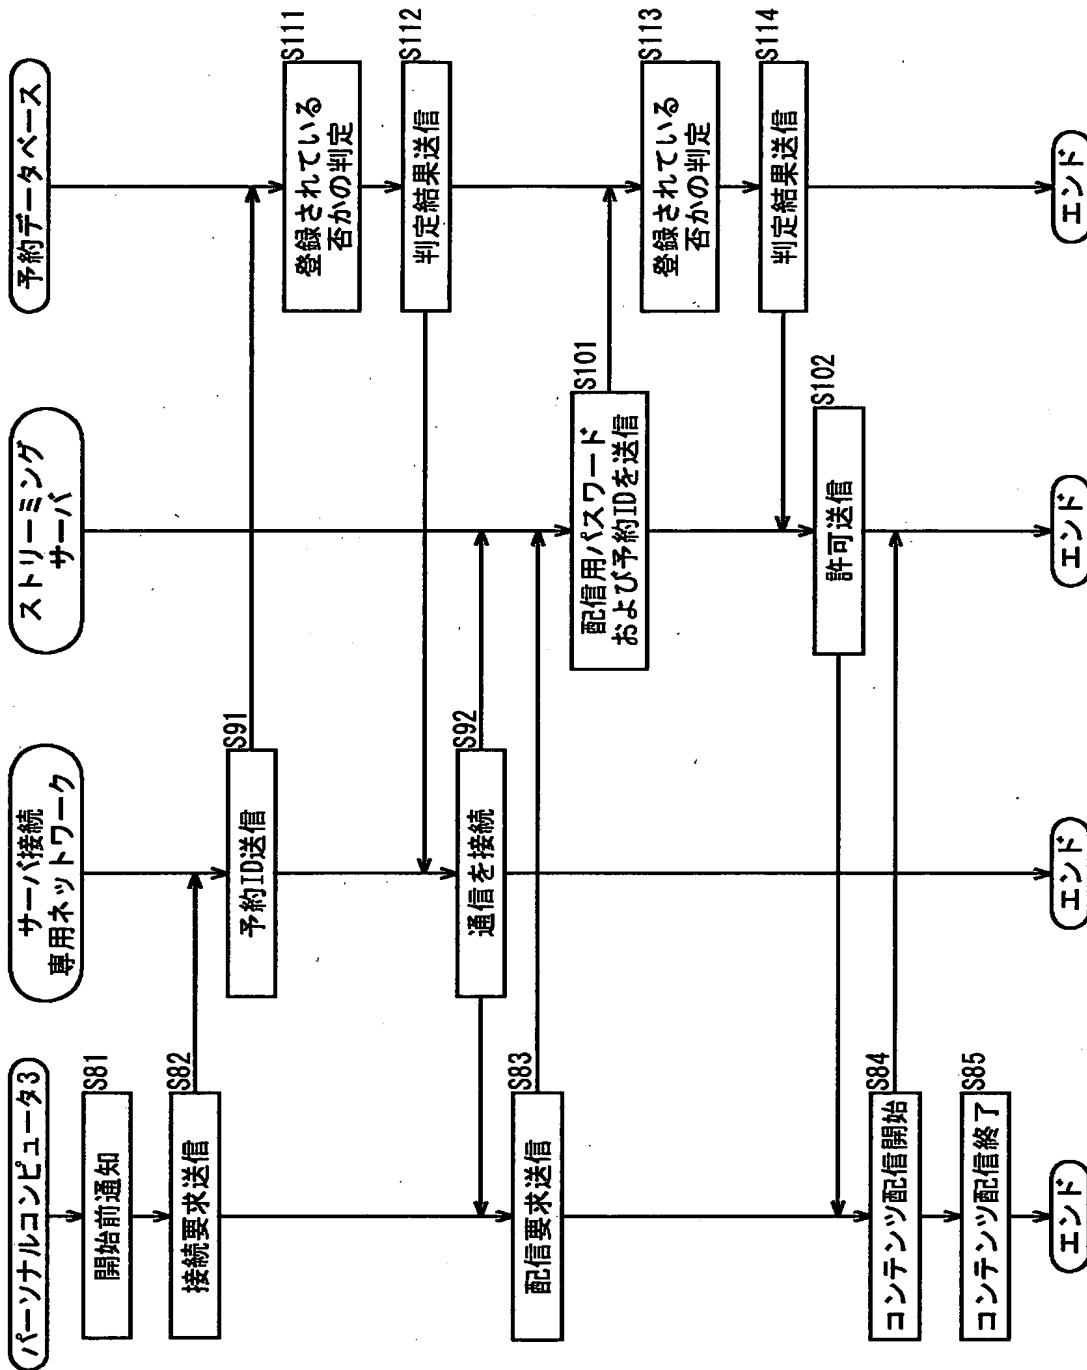 パーソナルコンピュータ3
サーバ接続
専用ネットワーク
ストリーミング
サーバ
予約データベース
S81
開始前通知
S82
接続要求送信
S91
予約ID送信
S111
登録されている
否かの判定
S112
判定結果送信
S92
通信を接続
S83
配信要求送信
S101
配信用パスワード
および予約IDを送信
S113
登録されている
否かの判定
S114
判定結果送信
S102
許可送信
S84
コンテンツ配信開始
S85
コンテンツ配信終了
エンド
エンド
エンド
エンド